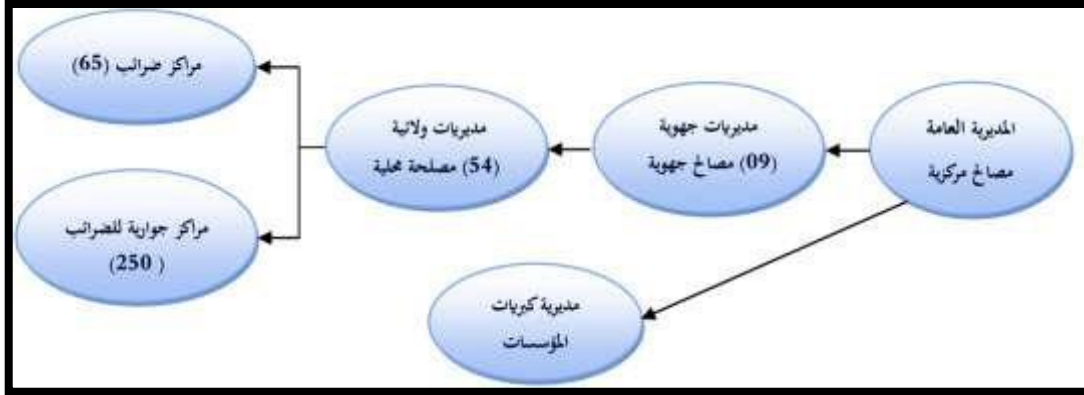 المديرية العامة
مصالح مركزية
مديريات جهوية
(09) مصالح جهوية
مديريات ولائية
(54) مصلحة محلية
مراكز ضرائب (65)
مراكز جوارية للضرائب
(250 )
مديرية كبريات
المؤسسات